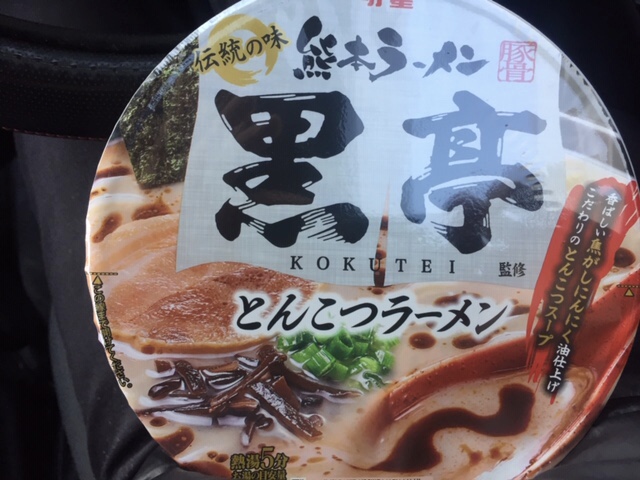 明星
伝統の味
熊本ラーメン
豚骨
黒亭
KOKUTEI
監修
とんこつラーメン
香ばしい焦がしにんにく油仕上げ
こだわりのとんこつスープ
熱湯5分